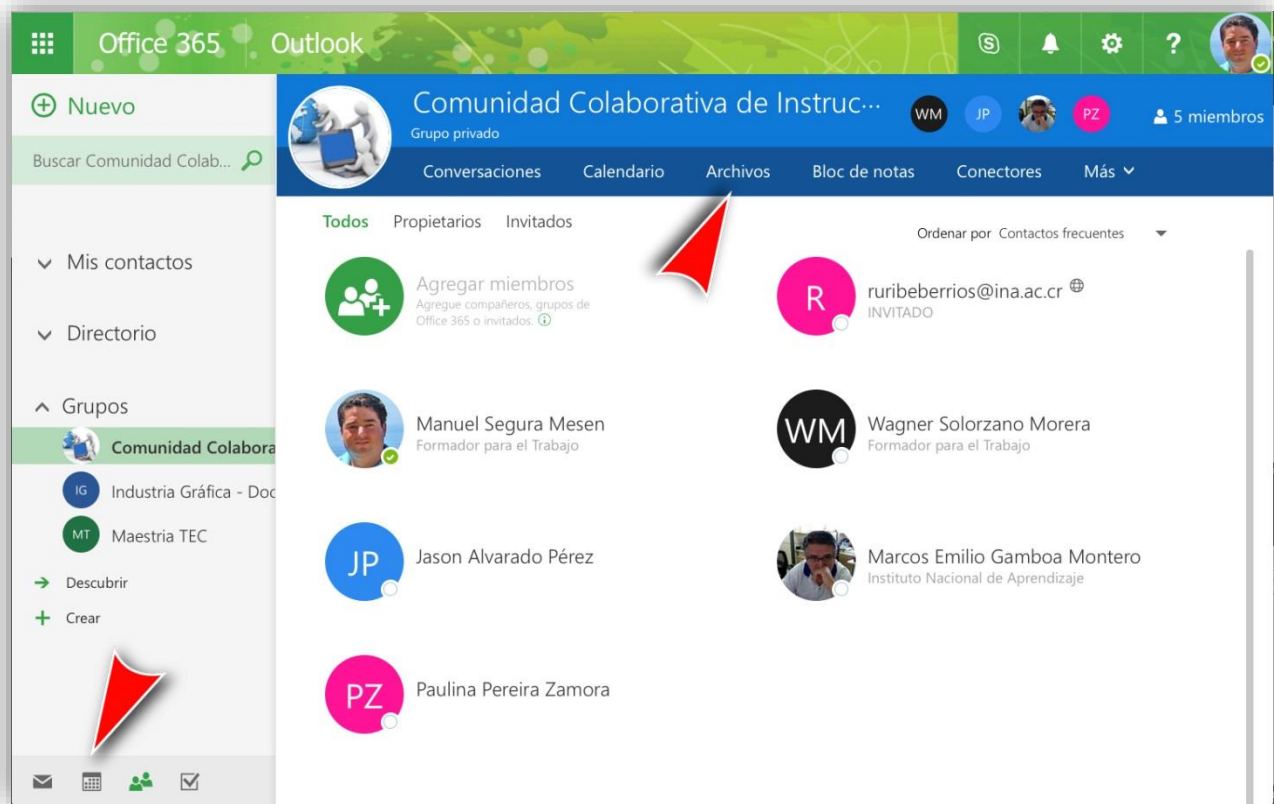 Office 365 Outlook
?
Nuevo
Buscar Comunidad Colab...
Mis contactos
Directorio
Grupos
Comunidad Colabora
IG Industria Gráfica - Doc
MT Maestria TEC
Descubrir
Crear
Comunidad Colaborativa de Instruc...
Grupo privado
WM JP PZ 5 miembros
Conversaciones Calendario Archivos Bloc de notas Conectores Más
Todos Propietarios Invitados
Ordenar por Contactos frecuentes
Agregar miembros
Agregue compañeros, grupos de
Office 365 o invitados.
R ruribeberrios@ina.ac.cr
INVITADO
Manuel Segura Mesen
Formador para el Trabajo
WM Wagner Solorzano Morera
Formador para el Trabajo
JP Jason Alvarado Pérez
Marcos Emilio Gamboa Montero
Instituto Nacional de Aprendizaje
PZ Paulina Pereira Zamora